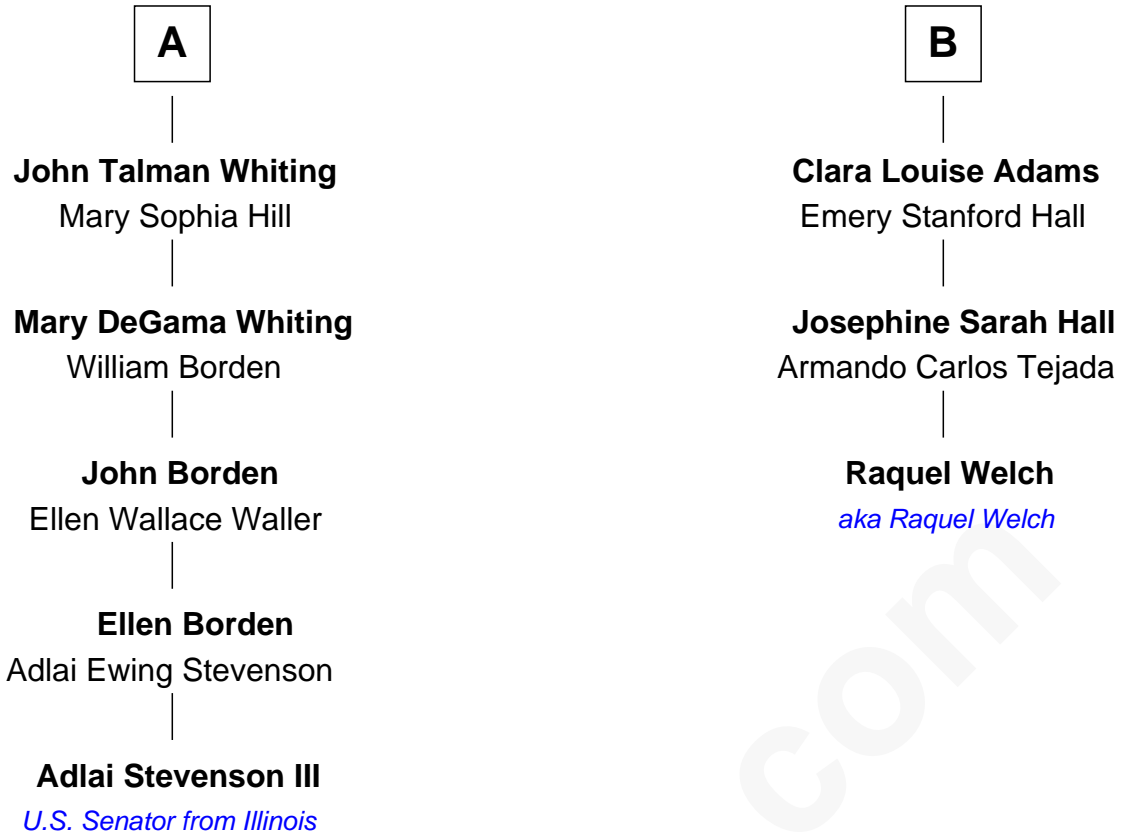 A
John Talman Whiting
Mary Sophia Hill
Mary DeGama Whiting
William Borden
John Borden
Ellen Wallace Waller
Ellen Borden
Adlai Ewing Stevenson
Adlai Stevenson III
U.S. Senator from Illinois
B
Clara Louise Adams
Emery Stanford Hall
Josephine Sarah Hall
Armando Carlos Tejada
Raquel Welch
aka Raquel Welch
com